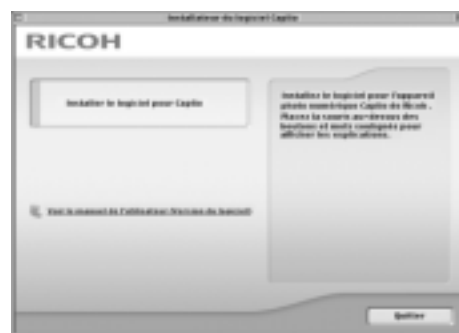 Installateur du logiciel Caplio
RICOH
Installer le logiciel pour Caplio
Installez le logiciel pour l'appareil
photo numérique Caplio de Ricoh.
Placez la souris au-dessus des
boutons et mots soulignés pour
afficher les explications.
Voir le manuel de l'utilisateur (Version du logiciel)
Quitter